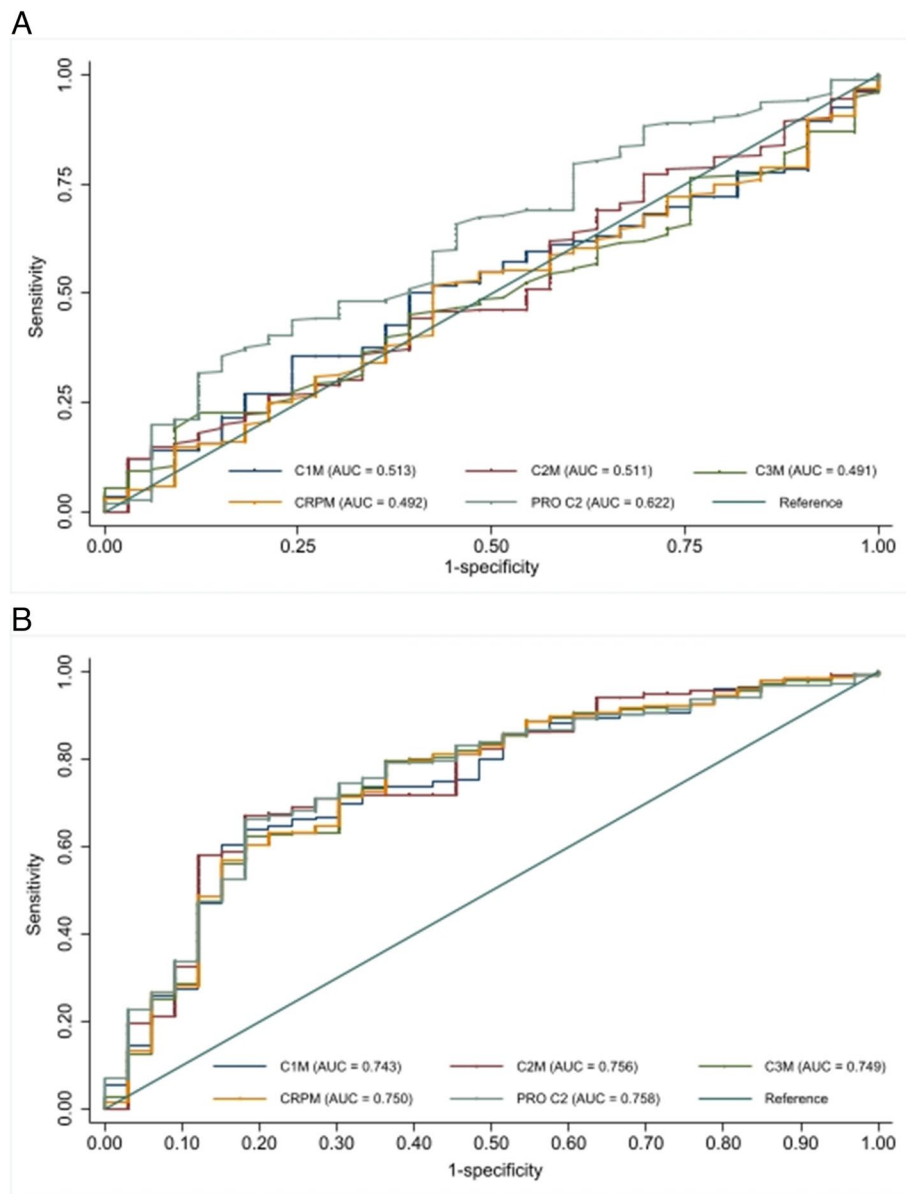 A
Sensitivity
1.00
0.75
0.50
0.25
0.00
C1M (AUC = 0.513) C2M (AUC = 0.511) C3M (AUC = 0.491)
CRPM (AUC = 0.492) PRO C2 (AUC = 0.622) Reference
0.00 0.25 0.50 0.75 1.00
1-specificity
B
Sensitivity
1.00
0.80
0.60
0.40
0.20
0.00
C1M (AUC = 0.743) C2M (AUC = 0.756) C3M (AUC = 0.749)
CRPM (AUC = 0.750) PRO C2 (AUC = 0.758) Reference
0.00 0.10 0.20 0.30 0.40 0.50 0.60 0.70 0.80 0.90 1.00
1-specificity